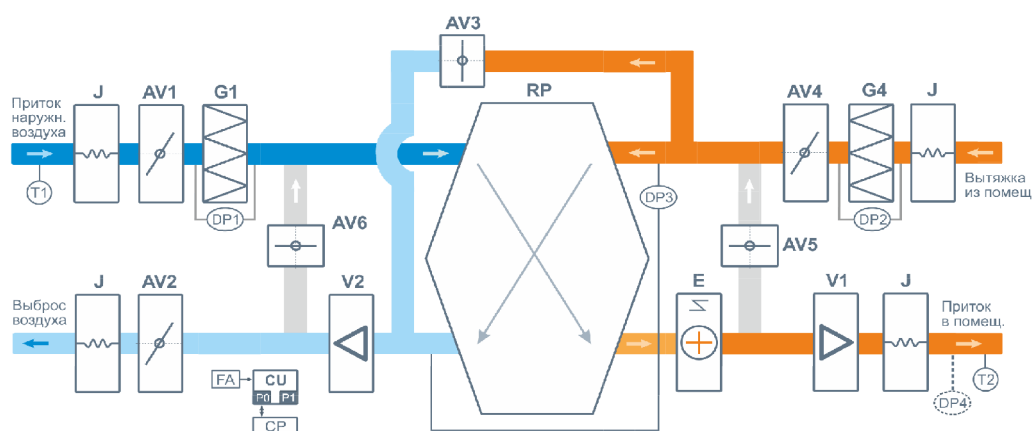 AV3
J
AV1
G1
RP
AV4
G4
J
Приток
наружн.
воздуха
T1
DP1
DP3
DP2
Вытяжка
из помещ.
AV6
AV5
Выброс
воздуха
J
AV2
V2
E
V1
J
Приток
в помещ.
FA
CU
P0 P1
CP
DP4
T2